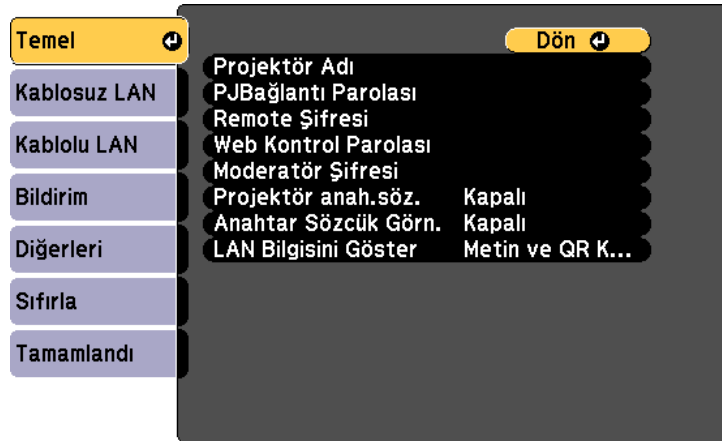 Temel
Kablosuz LAN
Kablolu LAN
Bildirim
Diğerleri
Sıfırla
Tamamlandı
Dön
Projektör Adı
PJBağlantı Parolası
Remote Şifresi
Web Kontrol Parolası
Moderatör Şifresi
Projektör anah.söz. Kapalı
Anahtar Sözcük Görn. Kapalı
LAN Bilgisini Göster Metin ve QR K...